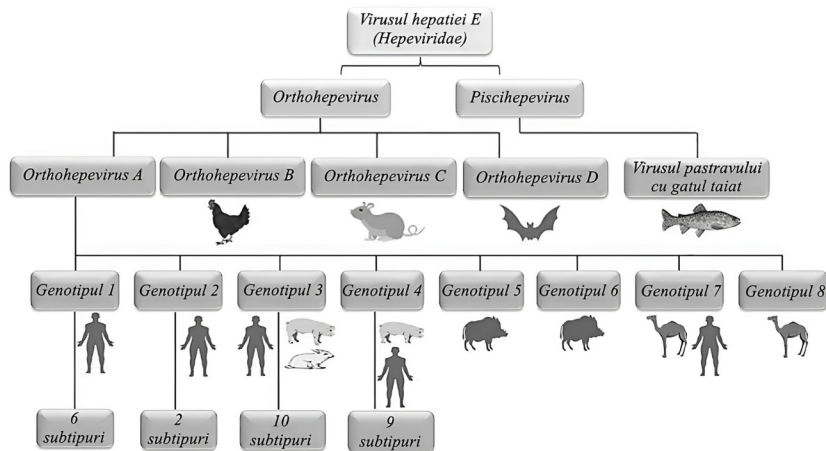 Virusul hepatiei E
(Hepeviridae)
Orthohepevirus
Piscihepevirus
Orthohepevirus A
Orthohepevirus B
Orthohepevirus C
Orthohepevirus D
Virusul pastravului
cu gatul taiat
Genotipul 1
Genotipul 2
Genotipul 3
Genotipul 4
Genotipul 5
Genotipul 6
Genotipul 7
Genotipul 8
6
subtipuri
2
subtipuri
10
subtipuri
9
subtipuri